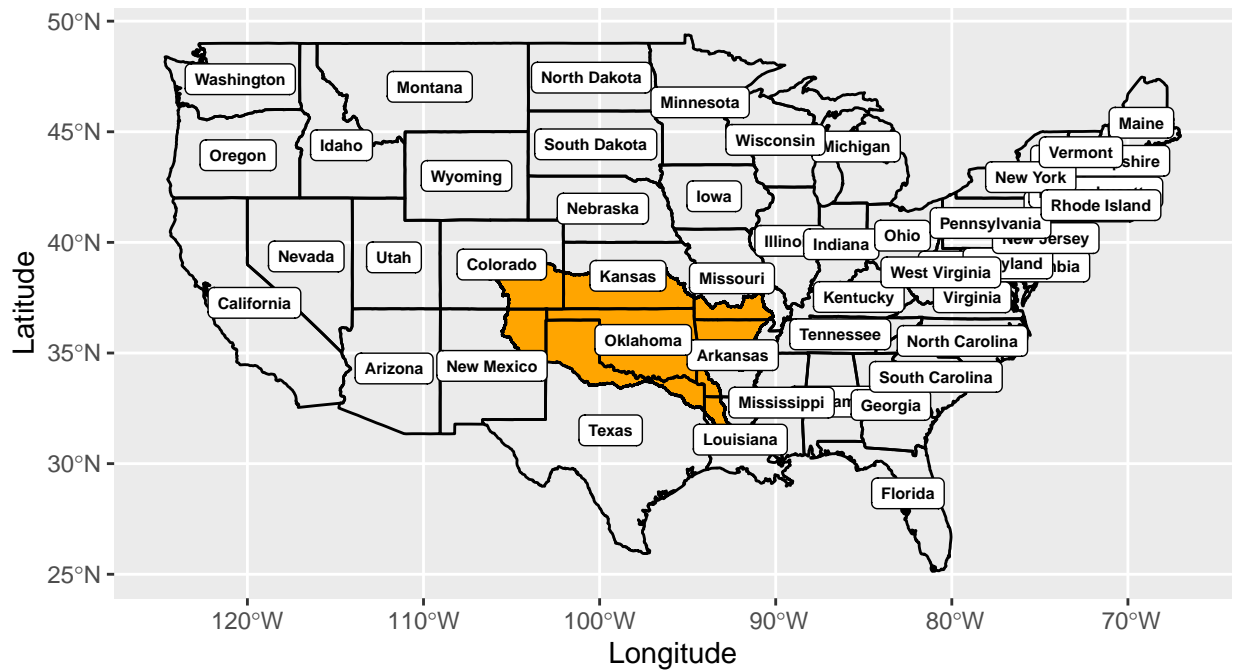 50°N
45°N
40°N
35°N
30°N
25°N
Latitude
Washington
Montana
North Dakota
Minnesota
Maine
Oregon
Idaho
South Dakota
Wisconsin
Michigan
Vermont
Wyoming
New York
Iowa
Rhode Island
Nebraska
Pennsylvania
Nevada
Utah
Colorado
Kansas
Missouri
Indiana
Ohio
New Jersey
West Virginia
California
Kentucky
Virginia
Oklahoma
Tennessee
North Carolina
Arizona
New Mexico
Arkansas
South Carolina
Mississippi
Georgia
Texas
Louisiana
Florida
120°W
110°W
100°W
90°W
80°W
70°W
Longitude